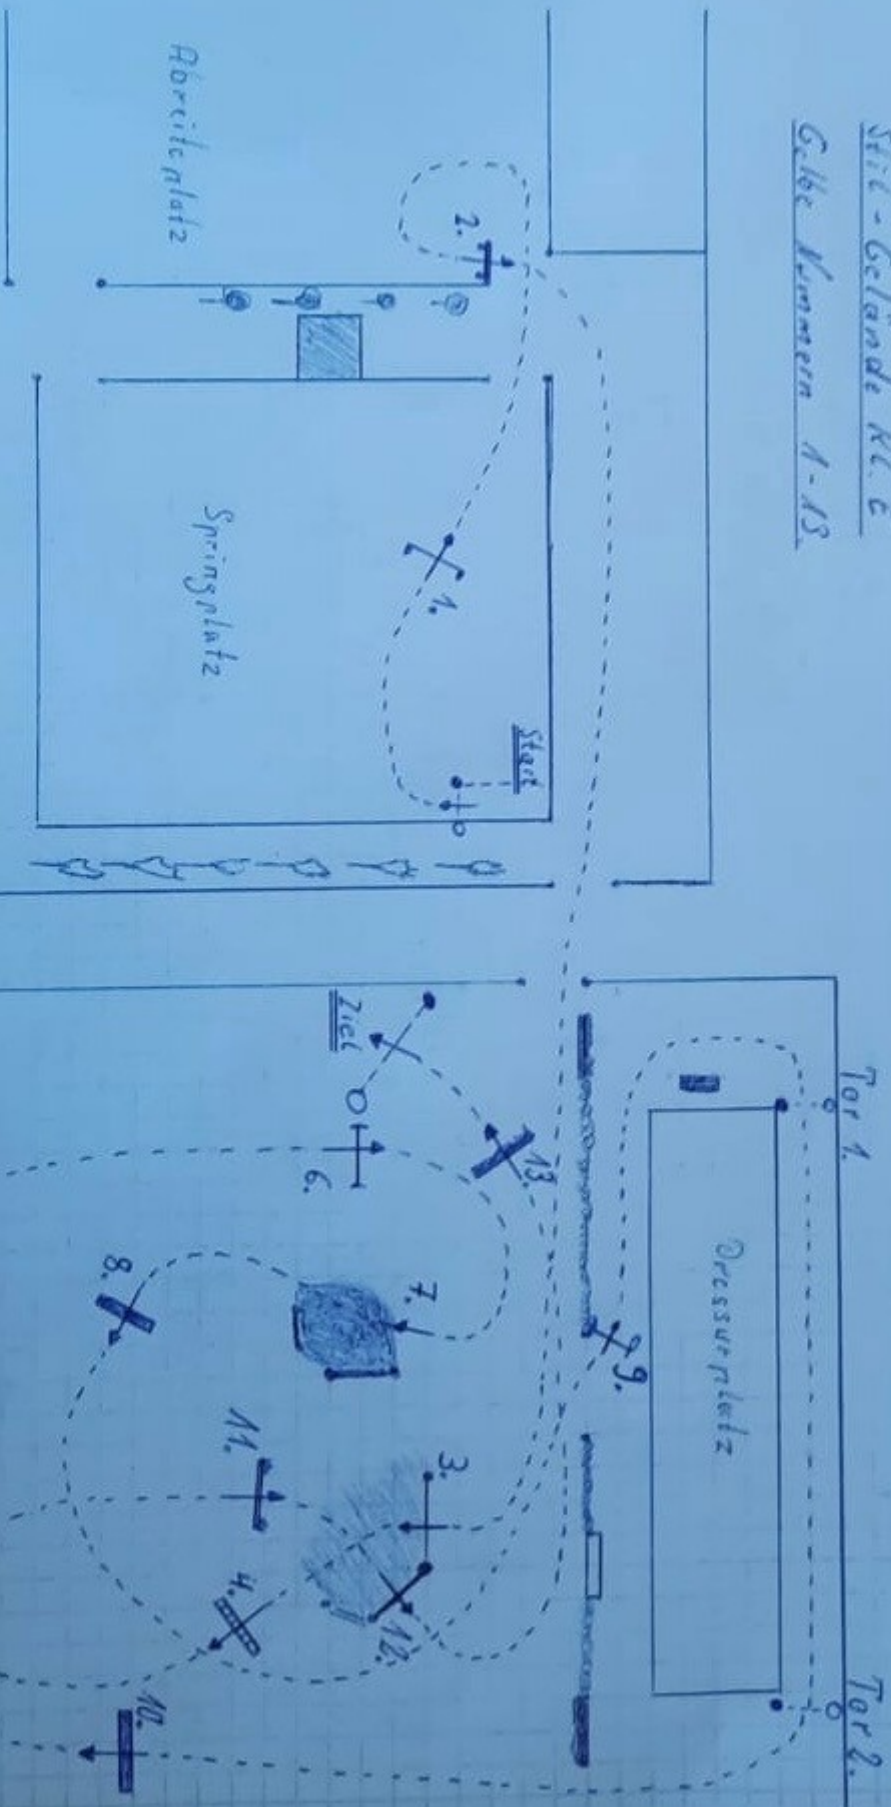 Stil - Gelände Kl. E
Gelbe Nummern 1-13.
Abreiteplatz
2.
Springplatz
1.
Start
Tor 1.
Dressurplatz
Tor 2.
Ziel
13.
6.
7.
8.
9.
11.
3.
4.
12.
10.